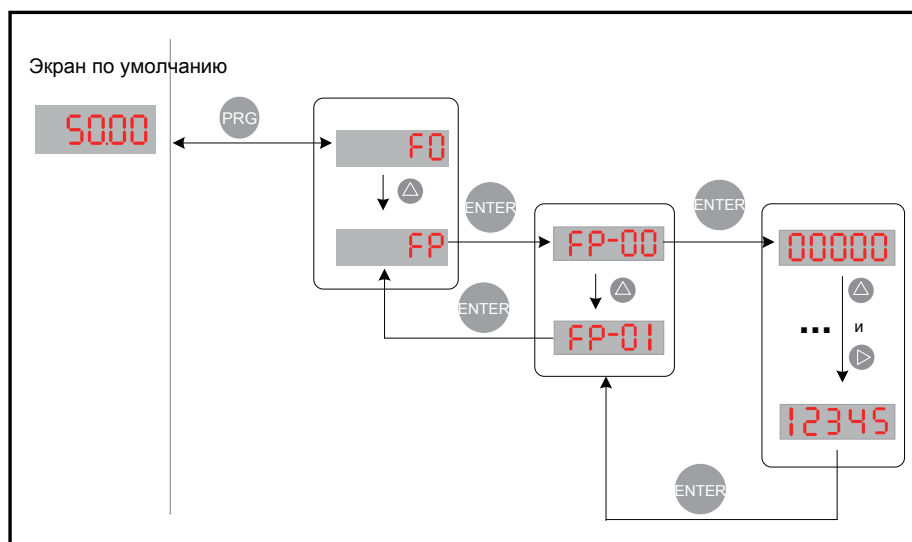 Экран по умолчанию
50.00
PRG
F0
FP
ENTER
ENTER
FP-00
FP-01
ENTER
00000
... и
12345
ENTER